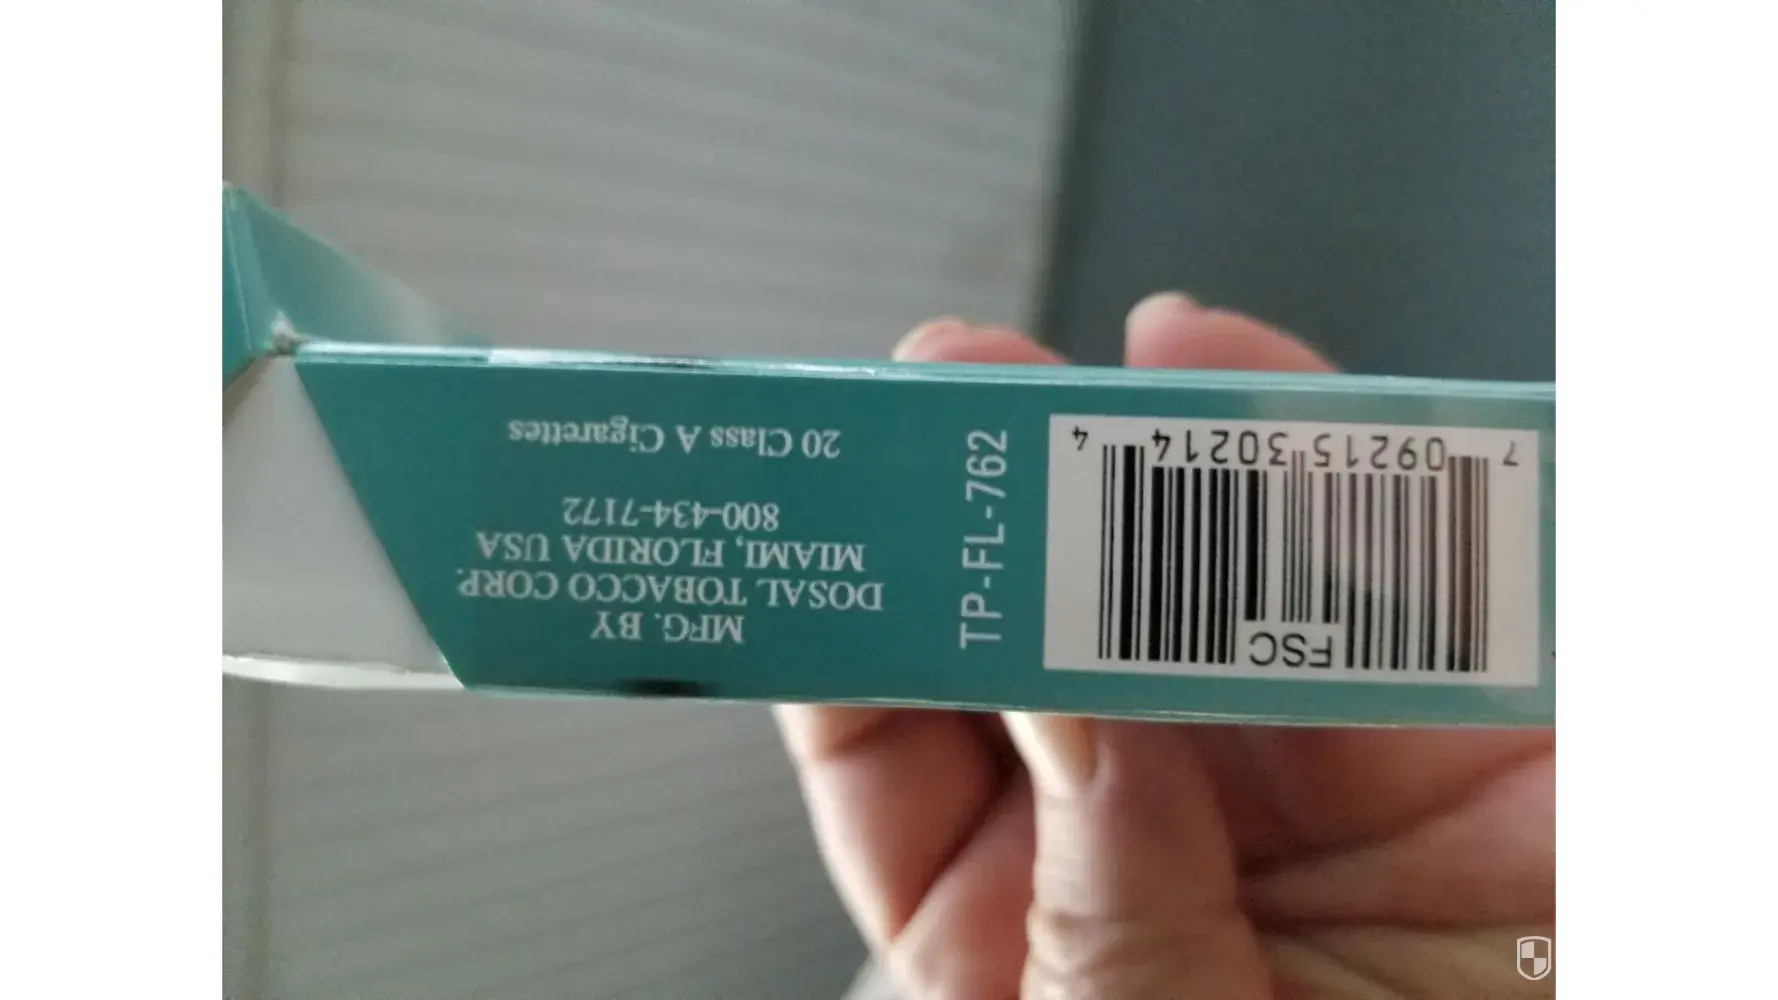 MFG. BY
DOSAL TOBACCO CORP.
MIAMI, FLORIDA USA
800-434-7172
20 Class A Cigarettes
TP-FL-762
FSC
7 09215 30214 4